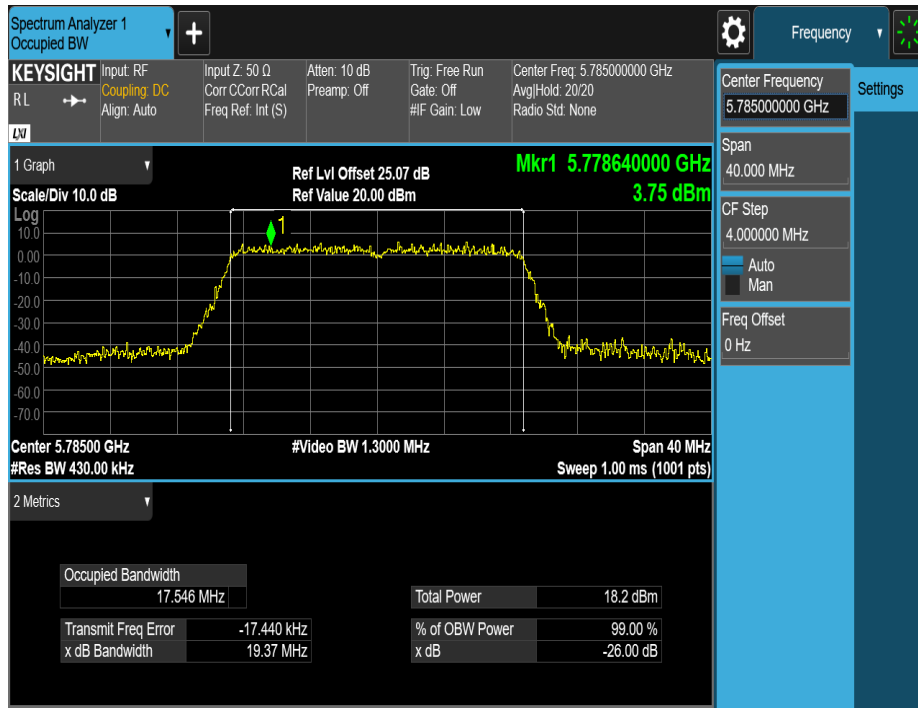 Spectrum Analyzer 1
Occupied BW
+
Frequency
KEYSIGHT
R L
LXI
Input: RF
Coupling: DC
Align: Auto
Input Z: 50 Ω
Corr CCorr RCal
Freq Ref: Int (S)
Atten: 10 dB
Preamp: Off
Trig: Free Run
Gate: Off
#IF Gain: Low
Center Freq: 5.785000000 GHz
Avg|Hold: 20/20
Radio Std: None
Center Frequency
5.785000000 GHz
Settings
Span
40.000 MHz
CF Step
4.000000 MHz
Auto
Man
Freq Offset
0 Hz
1 Graph
Scale/Div 10.0 dB
Ref Lvl Offset 25.07 dB
Ref Value 20.00 dBm
Mkr1 5.778640000 GHz
3.75 dBm
Log
1
10.0
0.00
-10.0
-20.0
-30.0
-40.0
-50.0
-60.0
-70.0
Center 5.78500 GHz
#Video BW 1.3000 MHz
Span 40 MHz
#Res BW 430.00 kHz
Sweep 1.00 ms (1001 pts)
2 Metrics
Occupied Bandwidth
17.546 MHz
Total Power 18.2 dBm
Transmit Freq Error -17.440 kHz
% of OBW Power 99.00 %
x dB Bandwidth 19.37 MHz
x dB -26.00 dB